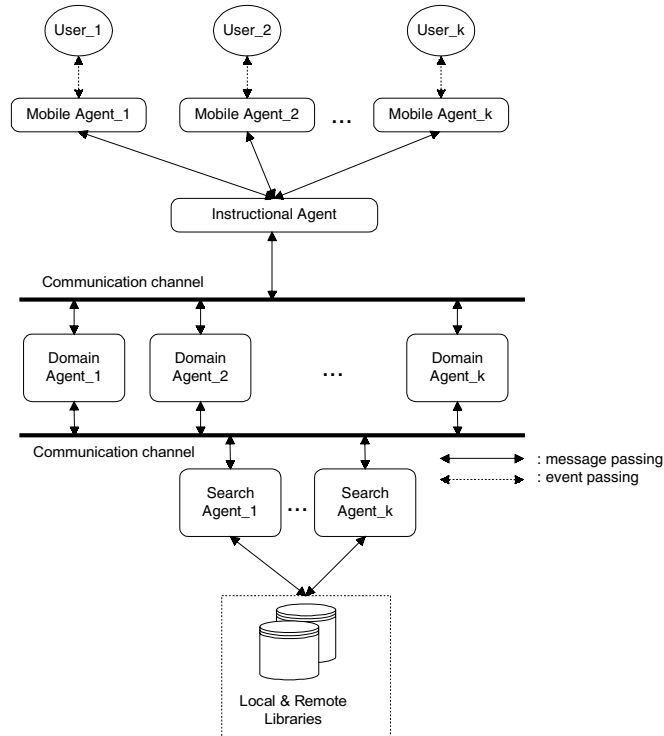 User_1
User_2
User_k
Mobile Agent_1
Mobile Agent_2
...
Mobile Agent_k
Instructional Agent
Communication channel
Domain
Agent_1
Domain
Agent_2
...
Domain
Agent_k
Communication channel
: message passing
: event passing
Search
Agent_1
...
Search
Agent_k
Local & Remote
Libraries